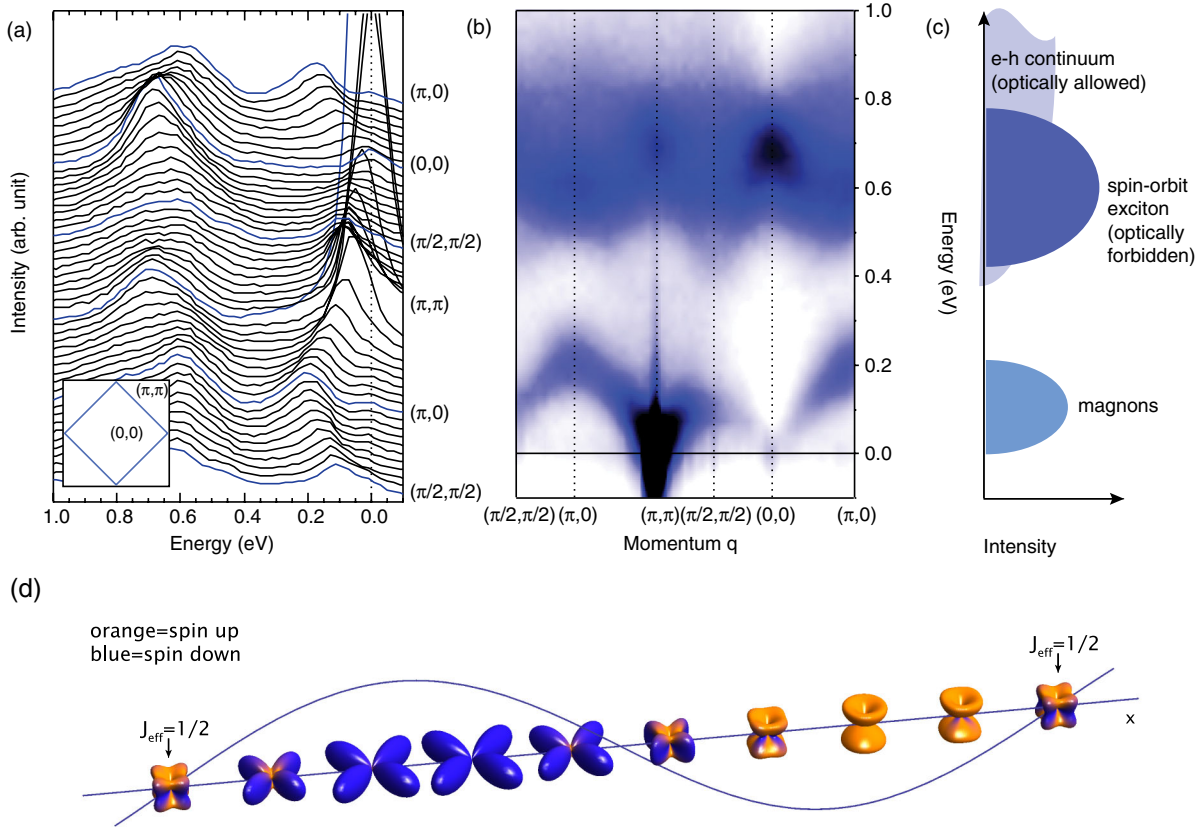 (a)
Intensity (arb. unit)
(π,0)
(0,0)
(π/2,π/2)
(π,π)
(π,0)
(π/2,π/2)
(π,π)
(0,0)
1.0 0.8 0.6 0.4 0.2 0.0
Energy (eV)
(b)
1.0
0.8
0.6
0.4
0.2
0.0
Energy (eV)
(π/2,π/2) (π,0) (π,π) (π/2,π/2) (0,0) (π,0)
Momentum q
(c)
e-h continuum
(optically allowed)
spin-orbit
exciton
(optically
forbidden)
magnons
Intensity
(d)
orange=spin up
blue=spin down
Jeff=1/2
Jeff=1/2
x